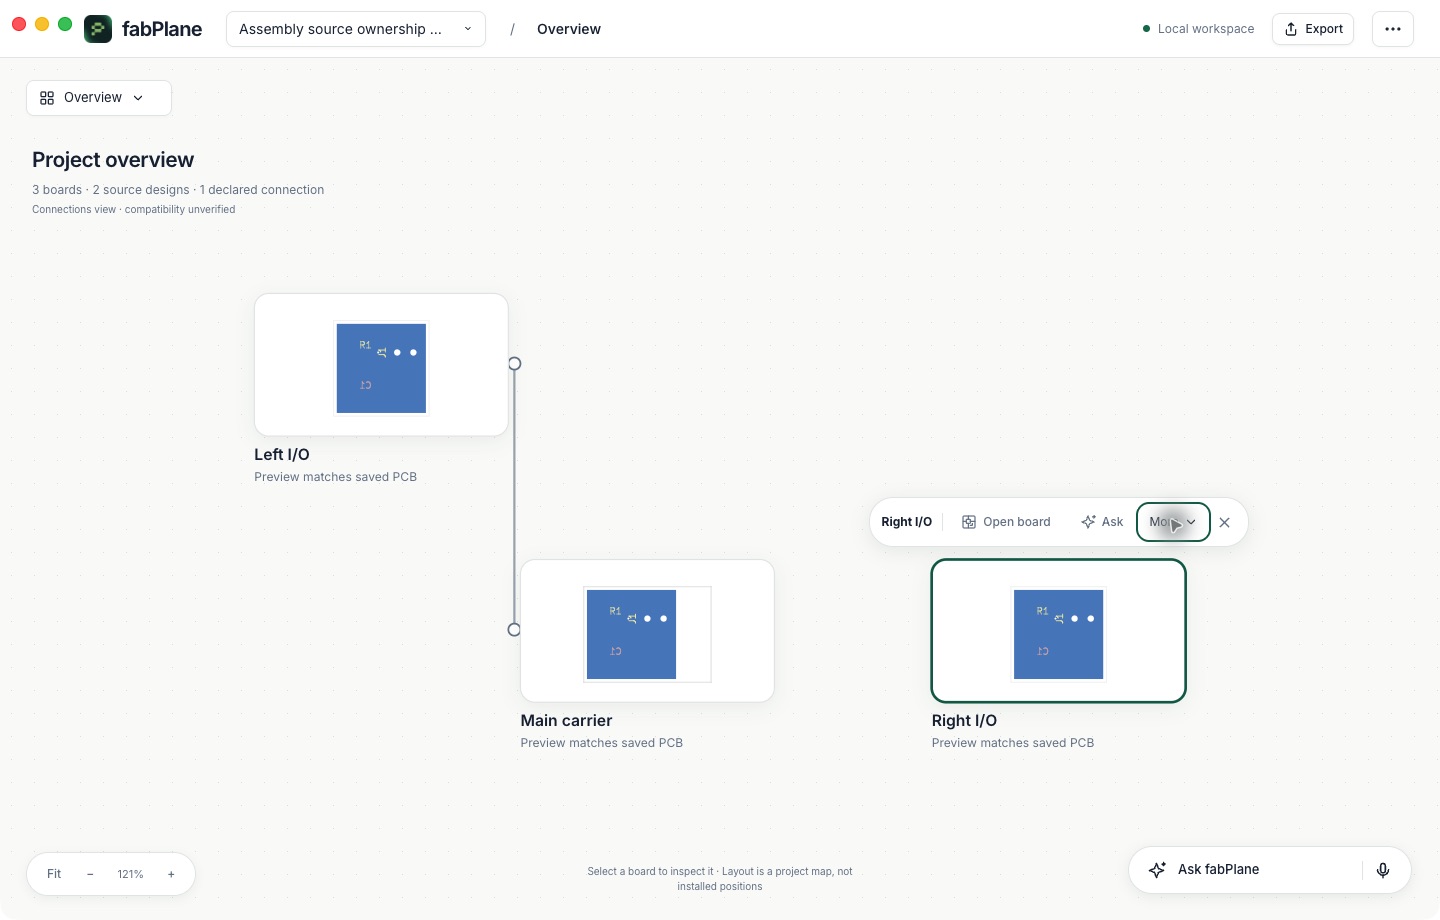 fabPlane
Assembly source ownership ...
/
Overview
Local workspace
Export
Overview
Project overview
3 boards · 2 source designs · 1 declared connection
Connections view · compatibility unverified
R1
J1
C1
Left I/O
Preview matches saved PCB
Right I/O
Open board
Ask
R1
J1
C1
Main carrier
Preview matches saved PCB
R1
J1
C1
Right I/O
Preview matches saved PCB
Fit
−
121%
+
Select a board to inspect it · Layout is a project map, not
installed positions
Ask fabPlane